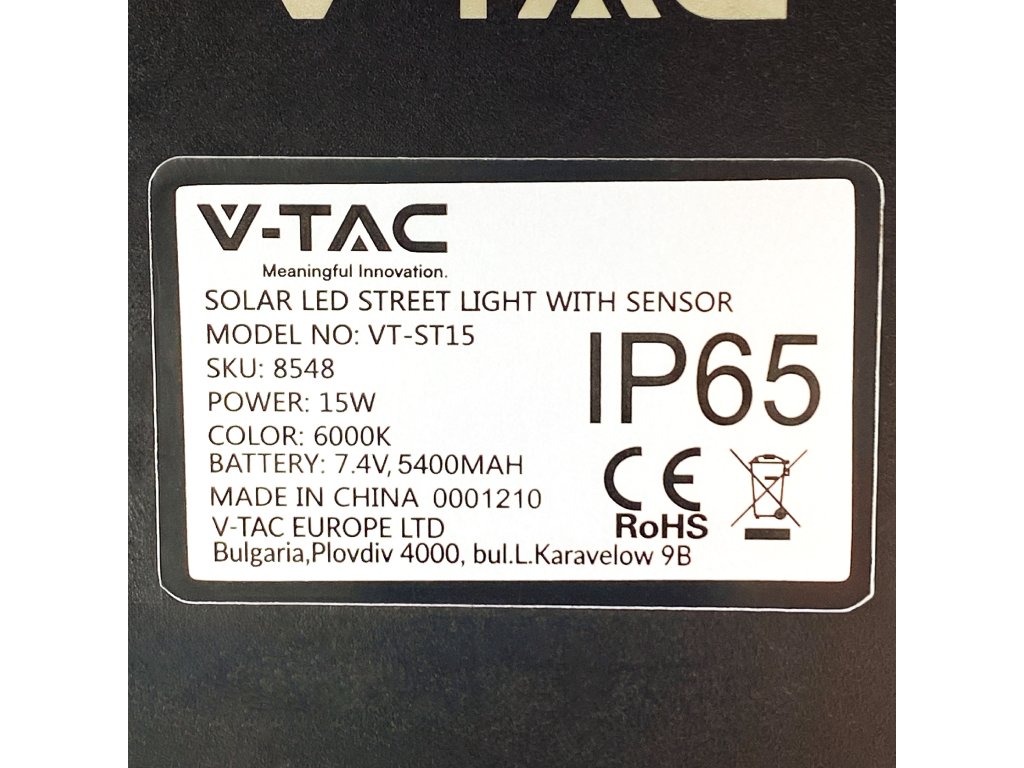 V-TAC
V-TAC
Meaningful Innovation.
SOLAR LED STREET LIGHT WITH SENSOR
MODEL NO: VT-ST15
SKU: 8548
POWER: 15W
COLOR: 6000K
BATTERY: 7.4V, 5400MAH
MADE IN CHINA 0001210
V-TAC EUROPE LTD
Bulgaria,Plovdiv 4000, bul.L.Karavelow 9B
IP65
CE
RoHS